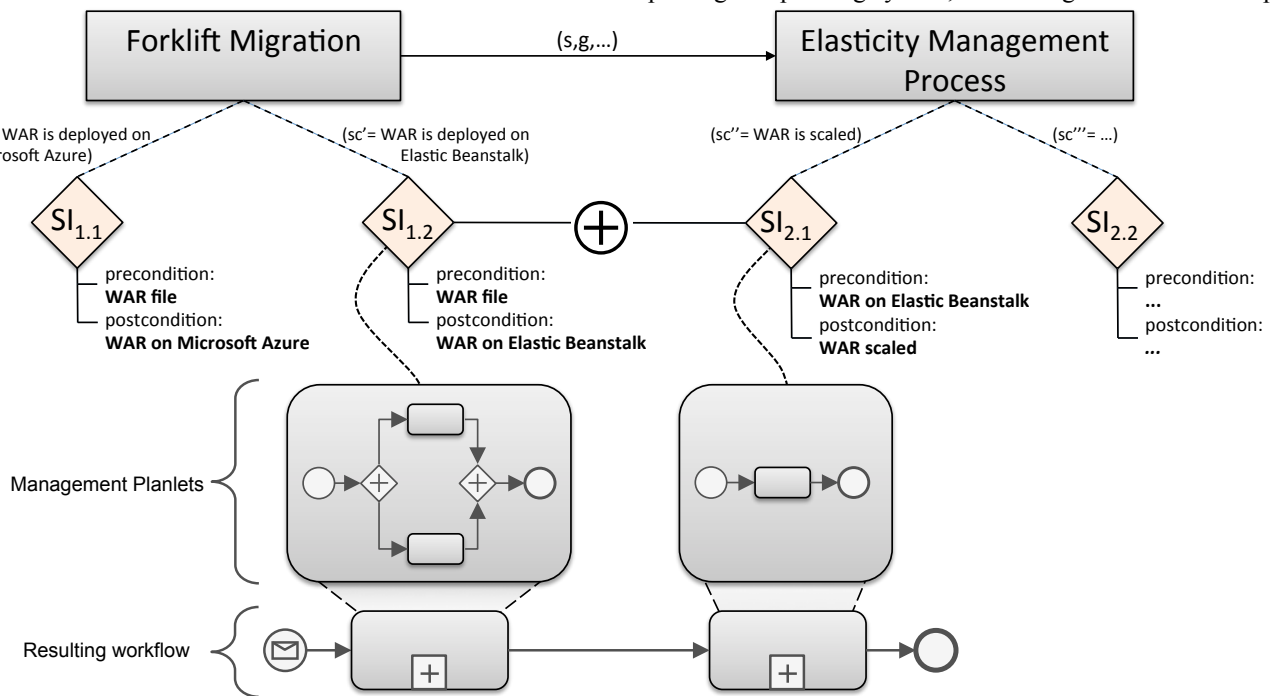 Forklift Migration
(s,g,...)
Elasticity Management
Process
WAR is deployed on
Azure)
(sc'= WAR is deployed on
Elastic Beanstalk)
(sc''= WAR is scaled)
(sc'''= ...)
SI1.1
SI1.2
+
SI2.1
SI2.2
precondition:
WAR file
postcondition:
WAR on Microsoft Azure
precondition:
WAR file
postcondition:
WAR on Elastic Beanstalk
precondition:
WAR on Elastic Beanstalk
postcondition:
WAR scaled
precondition:
...
postcondition:
...
Management Planlets
+
+
Resulting workflow
+
+